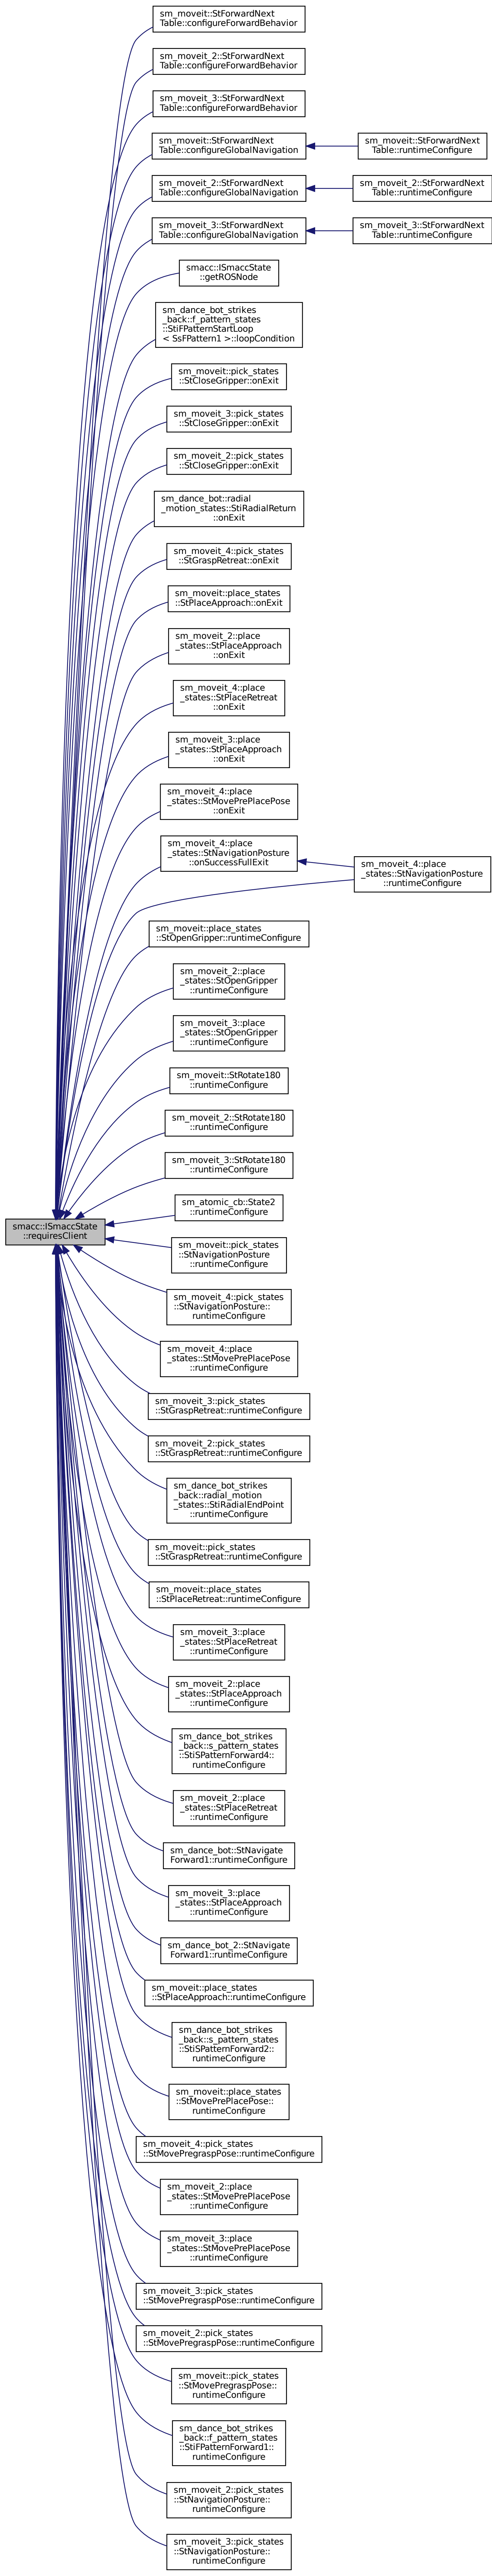 sm_moveit::StForwardNext
Table::configureForwardBehavior
sm_moveit_2::StForwardNext
Table::configureForwardBehavior
sm_moveit_3::StForwardNext
Table::configureForwardBehavior
sm_moveit::StForwardNext
Table::configureGlobalNavigation
sm_moveit::StForwardNext
Table::runtimeConfigure
sm_moveit_2::StForwardNext
Table::configureGlobalNavigation
sm_moveit_2::StForwardNext
Table::runtimeConfigure
sm_moveit_3::StForwardNext
Table::configureGlobalNavigation
sm_moveit_3::StForwardNext
Table::runtimeConfigure
smacc::ISmaccState
::getROSNode
sm_dance_bot_strikes
_back::f_pattern_states
::StiFPatternStartLoop
< SsFPattern1 >::loopCondition
sm_moveit::pick_states
::StCloseGripper::onExit
sm_moveit_3::pick_states
::StCloseGripper::onExit
sm_moveit_2::pick_states
::StCloseGripper::onExit
sm_dance_bot::radial
_motion_states::StiRadialReturn
::onExit
sm_moveit_4::pick_states
::StGraspRetreat::onExit
sm_moveit::place_states
::StPlaceApproach::onExit
sm_moveit_2::place
_states::StPlaceApproach
::onExit
sm_moveit_4::place
_states::StPlaceRetreat
::onExit
sm_moveit_3::place
_states::StPlaceApproach
::onExit
sm_moveit_4::place
_states::StMovePrePlacePose
::onExit
sm_moveit_4::place
_states::StNavigationPosture
::onSuccessFullExit
sm_moveit_4::place
_states::StNavigationPosture
::runtimeConfigure
sm_moveit::place_states
::StOpenGripper::runtimeConfigure
sm_moveit_2::place
_states::StOpenGripper
::runtimeConfigure
sm_moveit_3::place
_states::StOpenGripper
::runtimeConfigure
sm_moveit::StRotate180
::runtimeConfigure
sm_moveit_2::StRotate180
::runtimeConfigure
sm_moveit_3::StRotate180
::runtimeConfigure
sm_atomic_cb::State2
::runtimeConfigure
smacc::ISmaccState
::requiresClient
sm_moveit::pick_states
::StNavigationPosture
::runtimeConfigure
sm_moveit_4::pick_states
::StNavigationPosture::
runtimeConfigure
sm_moveit_4::place
_states::StMovePrePlacePose
::runtimeConfigure
sm_moveit_3::pick_states
::StGraspRetreat::runtimeConfigure
sm_moveit_2::pick_states
::StGraspRetreat::runtimeConfigure
sm_dance_bot_strikes
_back::radial_motion
_states::StiRadialEndPoint
::runtimeConfigure
sm_moveit::pick_states
::StGraspRetreat::runtimeConfigure
sm_moveit::place_states
::StPlaceRetreat::runtimeConfigure
sm_moveit_3::place
_states::StPlaceRetreat
::runtimeConfigure
sm_moveit_2::place
_states::StPlaceApproach
::runtimeConfigure
sm_dance_bot_strikes
_back::s_pattern_states
::StiSPatternForward4::
runtimeConfigure
sm_moveit_2::place
_states::StPlaceRetreat
::runtimeConfigure
sm_dance_bot::StNavigate
Forward1::runtimeConfigure
sm_moveit_3::place
_states::StPlaceApproach
::runtimeConfigure
sm_dance_bot_2::StNavigate
Forward1::runtimeConfigure
sm_moveit::place_states
::StPlaceApproach::runtimeConfigure
sm_dance_bot_strikes
_back::s_pattern_states
::StiSPatternForward2::
runtimeConfigure
sm_moveit::place_states
::StMovePrePlacePose::
runtimeConfigure
sm_moveit_4::pick_states
::StMovePregraspPose::runtimeConfigure
sm_moveit_2::place
_states::StMovePrePlacePose
::runtimeConfigure
sm_moveit_3::place
_states::StMovePrePlacePose
::runtimeConfigure
sm_moveit_3::pick_states
::StMovePregraspPose::runtimeConfigure
sm_moveit_2::pick_states
::StMovePregraspPose::runtimeConfigure
sm_moveit::pick_states
::StMovePregraspPose::
runtimeConfigure
sm_dance_bot_strikes
_back::f_pattern_states
::StiFPatternForward1::
runtimeConfigure
sm_moveit_2::pick_states
::StNavigationPosture::
runtimeConfigure
sm_moveit_3::pick_states
::StNavigationPosture::
runtimeConfigure